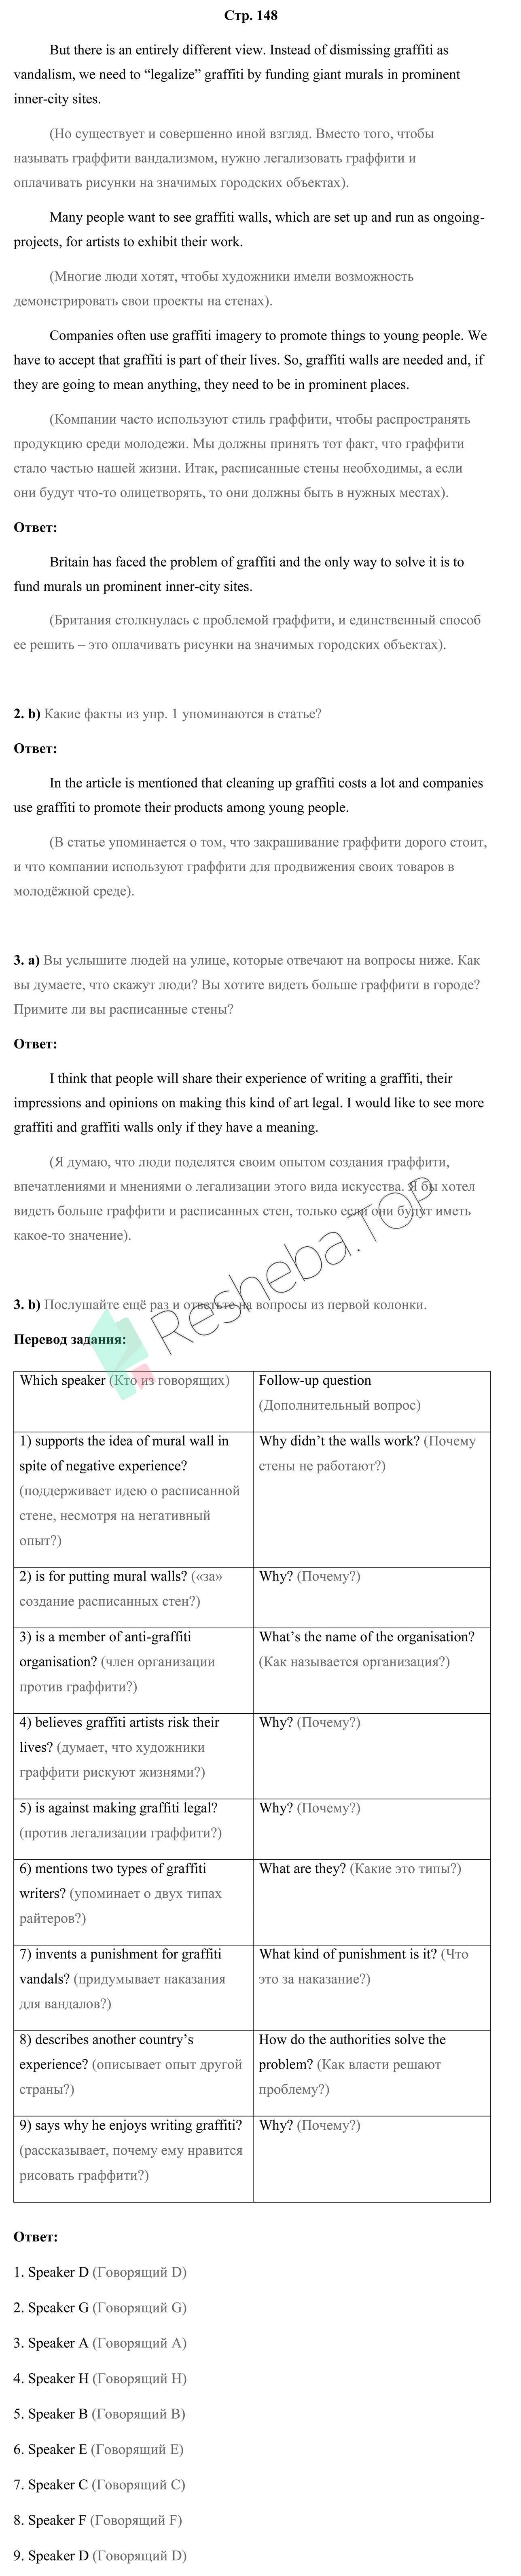 Стр. 148
But there is an entirely different view. Instead of dismissing graffiti as
vandalism, we need to “legalize” graffiti by funding giant murals in prominent
inner-city sites.
(Но существует и совершенно иной взгляд. Вместо того, чтобы
называть граффити вандализмом, нужно легализовать граффити и
оплачивать рисунки на значимых городских объектах).
Many people want to see graffiti walls, which are set up and run as ongoing-
projects, for artists to exhibit their work.
(Многие люди хотят, чтобы художники имели возможность
демонстрировать свои проекты на стенах).
Companies often use graffiti imagery to promote things to young people. We
have to accept that graffiti is part of their lives. So, graffiti walls are needed and, if
they are going to mean anything, they need to be in prominent places.
(Компании часто используют стиль граффити, чтобы распространять
продукцию среди молодежи. Мы должны принять тот факт, что граффити
стало частью нашей жизни. Итак, расписанные стены необходимы, а если
они будут что-то олицетворять, то они должны быть в нужных местах).
Ответ:
Britain has faced the problem of graffiti and the only way to solve it is to
fund murals un prominent inner-city sites.
(Британия столкнулась с проблемой граффити, и единственный способ
ее решить – это оплачивать рисунки на значимых городских объектах).
2. b) Какие факты из упр. 1 упоминаются в статье?
Ответ:
In the article is mentioned that cleaning up graffiti costs a lot and companies
use graffiti to promote their products among young people.
(В статье упоминается о том, что закрашивание граффити дорого стоит,
и что компании используют граффити для продвижения своих товаров в
молодёжной среде).
3. a) Вы услышите людей на улице, которые отвечают на вопросы ниже. Как
вы думаете, что скажут люди? Вы хотите видеть больше граффити в городе?
Примите ли вы расписанные стены?
Ответ:
I think that people will share their experience of writing a graffiti, their
impressions and opinions on making this kind of art legal. I would like to see more
graffiti and graffiti walls only if they have a meaning.
(Я думаю, что люди поделятся своим опытом создания граффити,
впечатлениями и мнениями о легализации этого вида искусства. Я бы хотел
видеть больше граффити и расписанных стен, только если они будут иметь
какое-то значение).
Resheba.TOP
3. b) Послушайте ещё раз и ответьте на вопросы из первой колонки.
Перевод задания:
Which speaker (Кто из говорящих)
Follow-up question
(Дополнительный вопрос)
1) supports the idea of mural wall in
spite of negative experience?
(поддерживает идею о расписанной
стене, несмотря на негативный
опыт?)
Why didn’t the walls work? (Почему
стены не работают?)
2) is for putting mural walls? («за»
создание расписанных стен?)
Why? (Почему?)
3) is a member of anti-graffiti
organisation? (член организации
против граффити?)
What’s the name of the organisation?
(Как называется организация?)
4) believes graffiti artists risk their
lives? (думает, что художники
граффити рискуют жизнями?)
Why? (Почему?)
5) is against making graffiti legal?
(против легализации граффити?)
Why? (Почему?)
6) mentions two types of graffiti
writers? (упоминает о двух типах
райтеров?)
What are they? (Какие это типы?)
7) invents a punishment for graffiti
vandals? (придумывает наказания
для вандалов?)
What kind of punishment is it? (Что
это за наказание?)
8) describes another country’s
experience? (описывает опыт другой
страны?)
How do the authorities solve the
problem? (Как власти решают
проблему?)
9) says why he enjoys writing graffiti?
(рассказывает, почему ему нравится
рисовать граффити?)
Why? (Почему?)
Ответ:
1. Speaker D (Говорящий D)
2. Speaker G (Говорящий G)
3. Speaker A (Говорящий A)
4. Speaker H (Говорящий H)
5. Speaker B (Говорящий B)
6. Speaker E (Говорящий E)
7. Speaker C (Говорящий C)
8. Speaker F (Говорящий F)
9. Speaker D (Говорящий D)